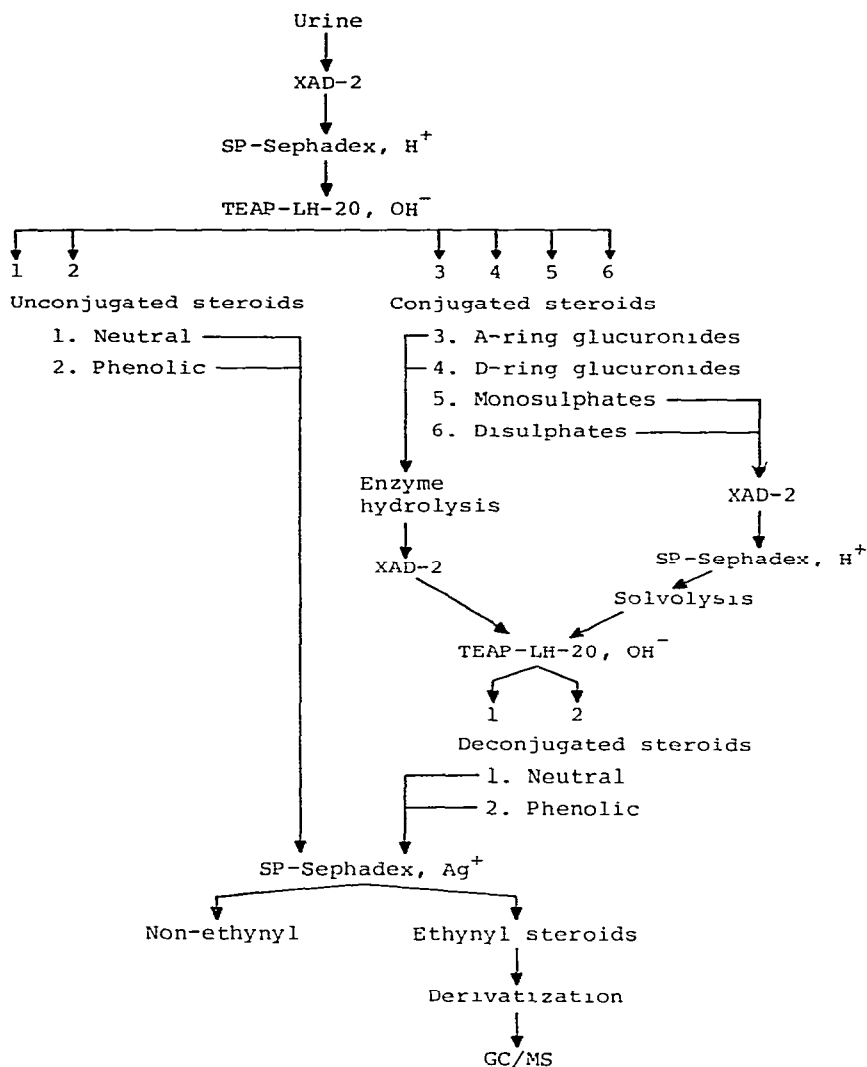 Urine
XAD-2
SP-Sephadex, H+
TEAP-LH-20, OH-
1 2 3 4 5 6
Unconjugated steroids
1. Neutral
2. Phenolic
Conjugated steroids
3. A-ring glucuronides
4. D-ring glucuronides
5. Monosulphates
6. Disulphates
Enzyme
hydrolysis
XAD-2
XAD-2
SP-Sephadex, H+
Solvolysis
TEAP-LH-20, OH-
1 2
Deconjugated steroids
1. Neutral
2. Phenolic
SP-Sephadex, Ag+
Non-ethynyl
Ethynyl steroids
Derivatization
GC/MS